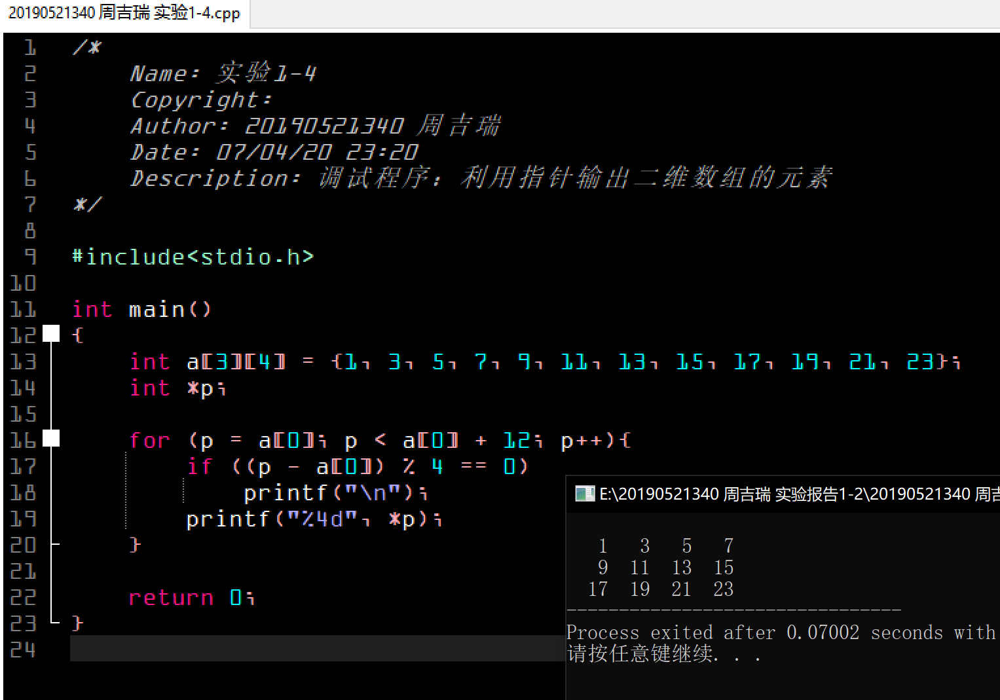 20190521340 周吉瑞 实验1-4.cpp
1 /*
2 Name: 实验1-4
3 Copyright:
4 Author: 20190521340 周吉瑞
5 Date: 07/04/20 23:20
6 Description: 调试程序：利用指针输出二维数组的元素
7 */
8
9 #include<stdio.h>
10
11 int main()
12 {
13 int a[3][4] = {1, 3, 5, 7, 9, 11, 13, 15, 17, 19, 21, 23};
14 int *p;
15
16 for (p = a[0]; p < a[0] + 12; p++){
17 if ((p - a[0]) % 4 == 0)
18 printf("\n");
19 printf("%4d", *p);
20 }
21
22 return 0;
23 }
24
E:\20190521340 周吉瑞 实验报告1-2\20190521340 周吉
1 3 5 7
9 11 13 15
17 19 21 23
--------------------------------
Process exited after 0.07002 seconds with
请按任意键继续. . .